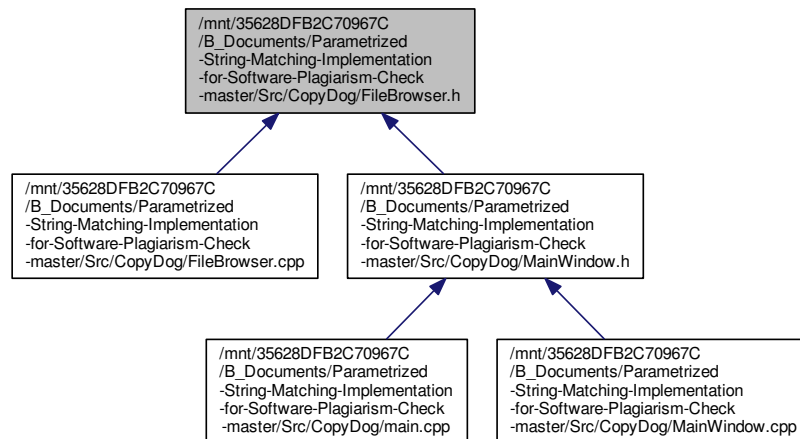 /mnt/35628DFB2C70967C
/B_Documents/Parametrized
-String-Matching-Implementation
-for-Software-Plagiarism-Check
-master/Src/CopyDog/FileBrowser.h
/mnt/35628DFB2C70967C
/B_Documents/Parametrized
-String-Matching-Implementation
-for-Software-Plagiarism-Check
-master/Src/CopyDog/FileBrowser.cpp
/mnt/35628DFB2C70967C
/B_Documents/Parametrized
-String-Matching-Implementation
-for-Software-Plagiarism-Check
-master/Src/CopyDog/MainWindow.h
/mnt/35628DFB2C70967C
/B_Documents/Parametrized
-String-Matching-Implementation
-for-Software-Plagiarism-Check
-master/Src/CopyDog/main.cpp
/mnt/35628DFB2C70967C
/B_Documents/Parametrized
-String-Matching-Implementation
-for-Software-Plagiarism-Check
-master/Src/CopyDog/MainWindow.cpp